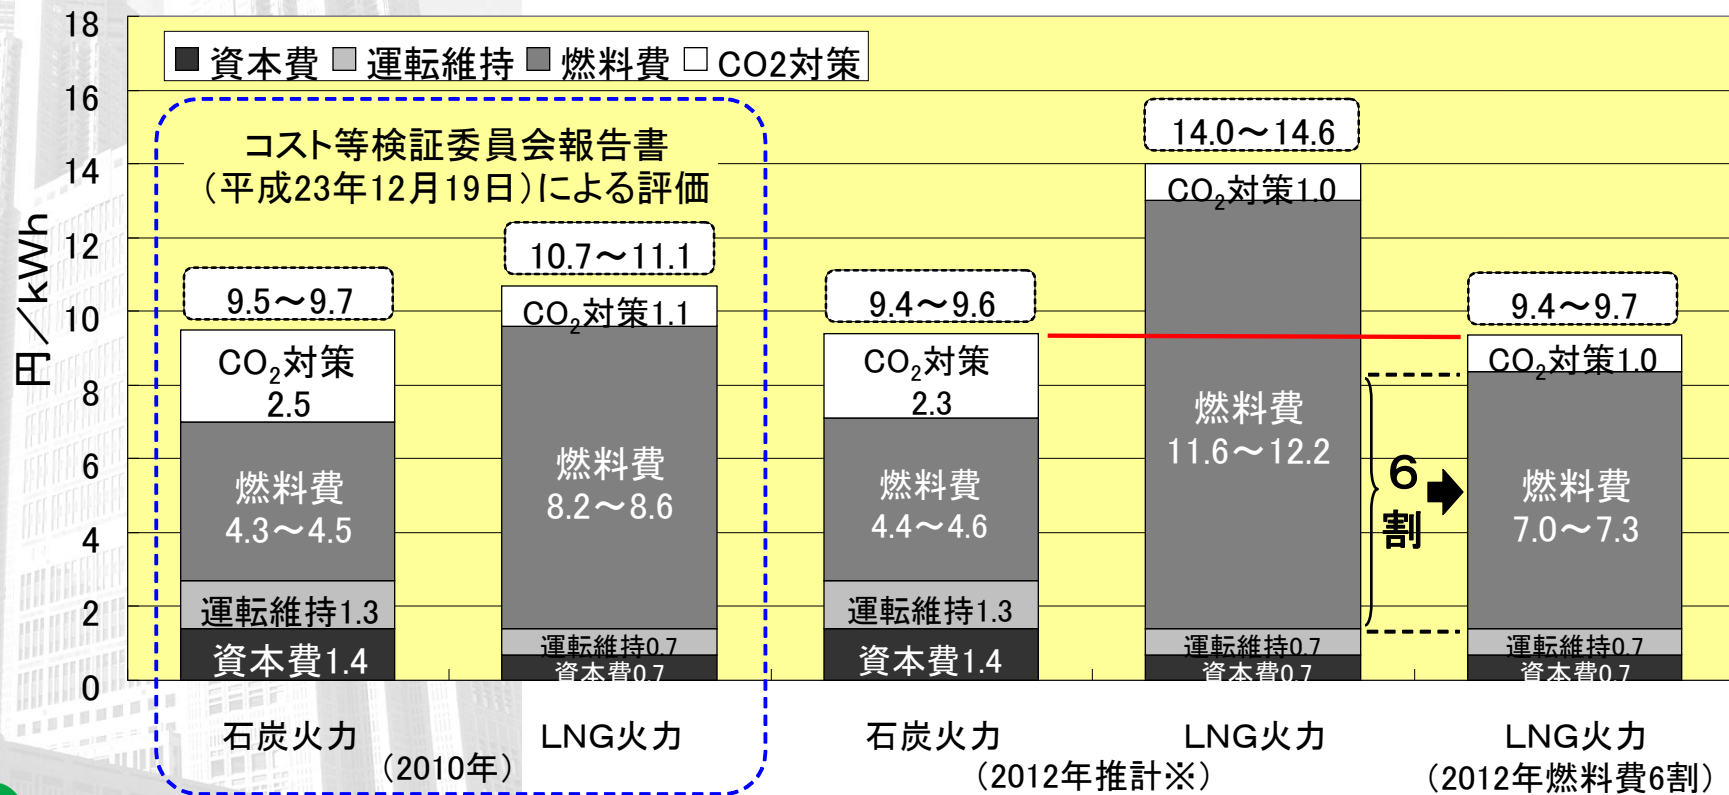 18
16
14
12
10
8
6
4
2
0
円／kWh
資本費 運転維持 燃料費 CO2対策
コスト等検証委員会報告書
（平成23年12月19日）による評価
9.5～9.7
CO₂対策
2.5
燃料費
4.3～4.5
運転維持1.3
資本費1.4
石炭火力
10.7～11.1
CO₂対策1.1
燃料費
8.2～8.6
運転維持0.7
資本費0.7
LNG火力
（2010年）
9.4～9.6
CO₂対策
2.3
燃料費
4.4～4.6
運転維持1.3
資本費1.4
石炭火力
14.0～14.6
CO₂対策1.0
燃料費
11.6～12.2
運転維持0.7
資本費0.7
LNG火力
（2012年推計※）
6
割
9.4～9.7
CO₂対策1.0
燃料費
7.0～7.3
運転維持0.7
資本費0.7
LNG火力
（2012年燃料費6割）